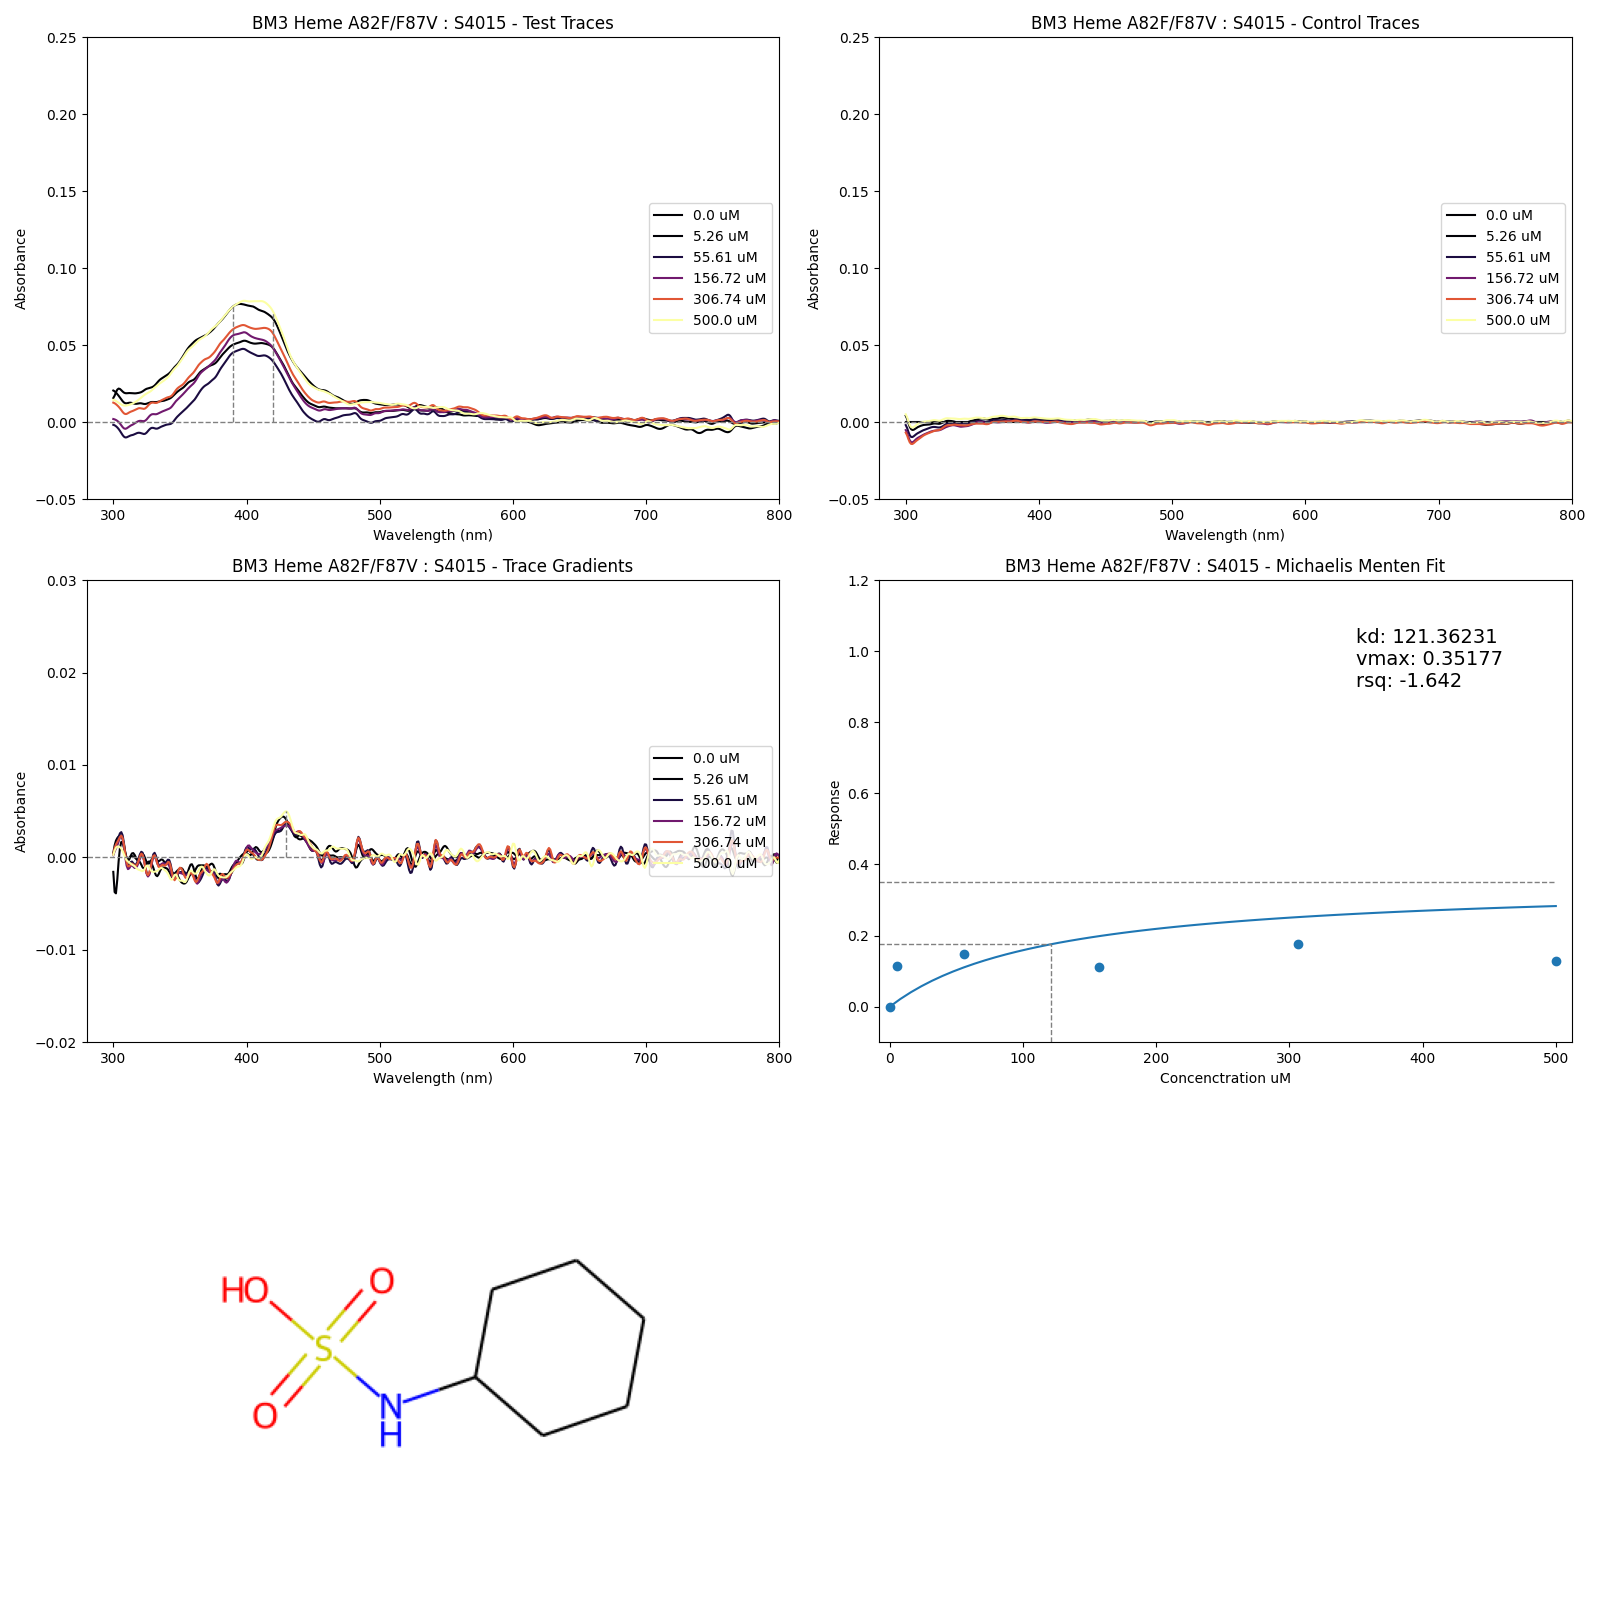 BM3 Heme A82F/F87V : S4015 - Test Traces
0.25
0.20
0.15
0.10
0.05
0.00
−0.05
Absorbance
300
400
500
600
700
800
Wavelength (nm)
0.0 uM
5.26 uM
55.61 uM
156.72 uM
306.74 uM
500.0 uM
BM3 Heme A82F/F87V : S4015 - Control Traces
0.25
0.20
0.15
0.10
0.05
0.00
−0.05
Absorbance
300
400
500
600
700
800
Wavelength (nm)
0.0 uM
5.26 uM
55.61 uM
156.72 uM
306.74 uM
500.0 uM
BM3 Heme A82F/F87V : S4015 - Trace Gradients
0.03
0.02
0.01
0.00
−0.01
−0.02
Absorbance
300
400
500
600
700
800
Wavelength (nm)
0.0 uM
5.26 uM
55.61 uM
156.72 uM
306.74 uM
500.0 uM
BM3 Heme A82F/F87V : S4015 - Michaelis Menten Fit
1.2
1.0
0.8
0.6
0.4
0.2
0.0
Response
0
100
200
300
400
500
Concenctration uM
kd: 121.36231
vmax: 0.35177
rsq: -1.642
HO
O
S
O
N
H